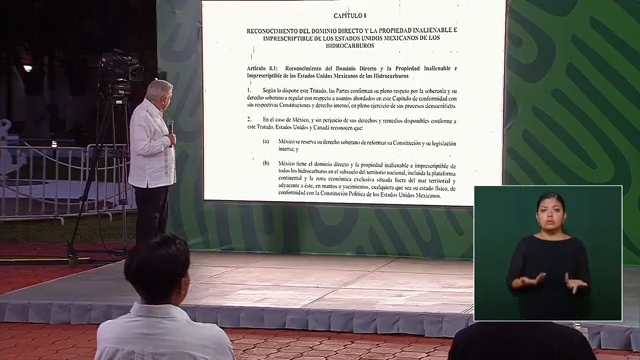 CAPÍTULO 8
RECONOCIMIENTO DEL DOMINIO DIRECTO Y LA PROPIEDAD INALIENABLE E
IMPRESCRIPTIBLE DE LOS ESTADOS UNIDOS MEXICANOS DE LOS
HIDROCARBUROS
Artículo 8.1: Reconocimiento del Dominio Directo y la Propiedad Inalienable e
Imprescriptible de los Estados Unidos Mexicanos de los Hidrocarburos
1. Según lo dispone este Tratado, las Partes confirman su pleno respeto por la soberanía y su
derecho soberano a regular con respecto a asuntos abordados en este Capítulo de conformidad con
sus respectivas Constituciones y derecho interno, en pleno ejercicio de sus procesos democráticos.
2. En el caso de México, y sin perjuicio de sus derechos y remedios disponibles conforme a
este Tratado, Estados Unidos y Canadá reconocen que:
(a) México se reserva su derecho soberano de reformar su Constitución y su legislación
interna; y
(b) México tiene el dominio directo y la propiedad inalienable e imprescriptible de
todos los hidrocarburos en el subsuelo del territorio nacional, incluida la plataforma
continental y la zona económica exclusiva situada fuera del mar territorial y
adyacente a éste, en mantos o yacimientos, cualquiera que sea su estado físico, de
conformidad con la Constitución Política de los Estados Unidos Mexicanos.